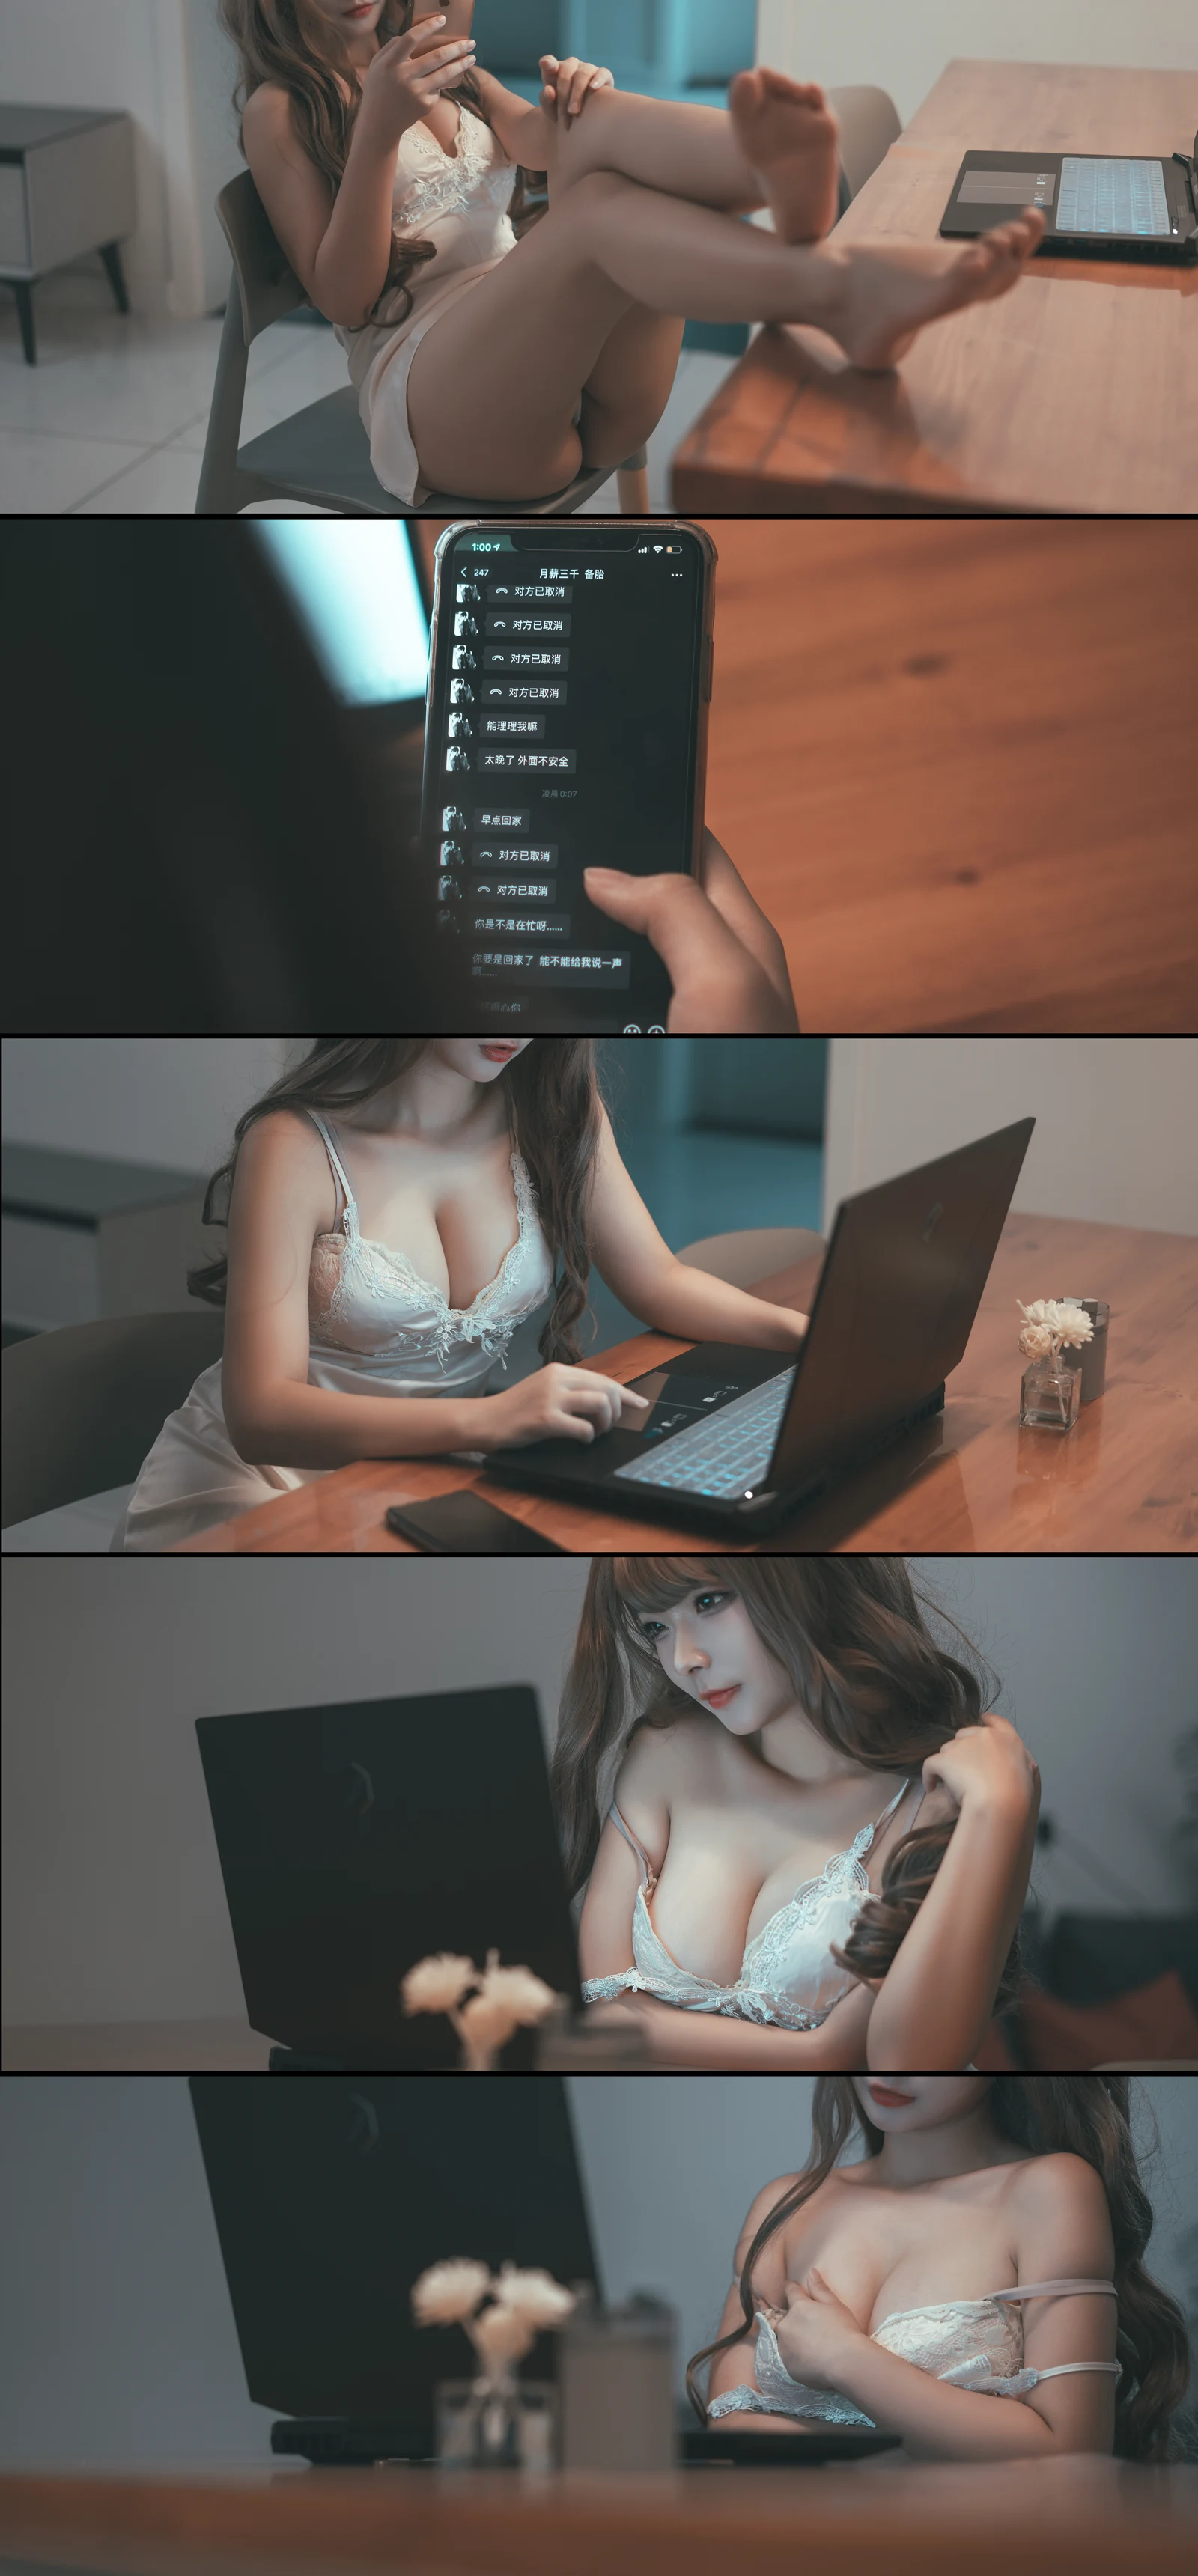 1:00
247
月薪三千 备胎
对方已取消
对方已取消
对方已取消
对方已取消
能理理我嘛
太晚了 外面不安全
凌晨 0:07
早点回家
对方已取消
对方已取消
你是不是在忙呀......
你要是回家了 能不能给我说一声
啊......
心你